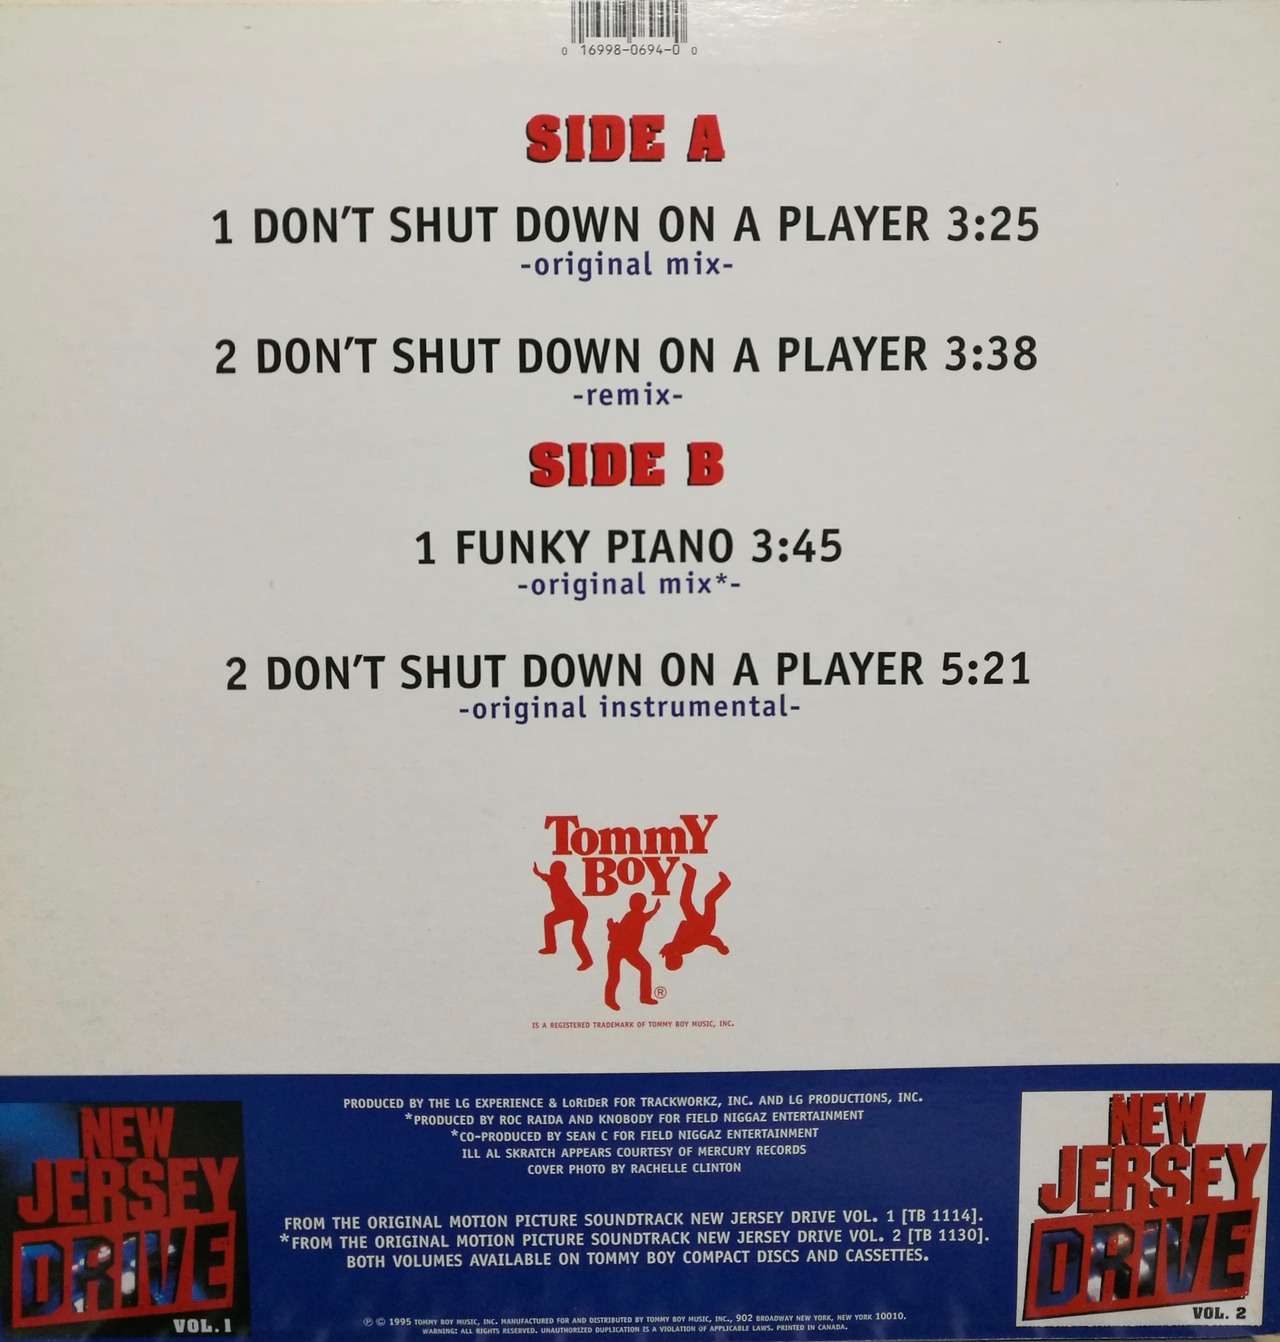 0 16998-0694-0 0
SIDE A
1 DON'T SHUT DOWN ON A PLAYER 3:25
-original mix-
2 DON'T SHUT DOWN ON A PLAYER 3:38
-remix-
SIDE B
1 FUNKY PIANO 3:45
-original mix*-
2 DON'T SHUT DOWN ON A PLAYER 5:21
-original instrumental-
Tommy
Boy
®
IS A REGISTERED TRADEMARK OF TOMMY BOY MUSIC, INC.
PRODUCED BY THE LG EXPERIENCE & LoRiDeR FOR TRACKWORKZ, INC. AND LG PRODUCTIONS, INC.
*PRODUCED BY ROC RAIDA AND KNOBODY FOR FIELD NIGGAZ ENTERTAINMENT
*CO-PRODUCED BY SEAN C FOR FIELD NIGGAZ ENTERTAINMENT
ILL AL SKRATCH APPEARS COURTESY OF MERCURY RECORDS
COVER PHOTO BY RACHELLE CLINTON
FROM THE ORIGINAL MOTION PICTURE SOUNDTRACK NEW JERSEY DRIVE VOL. 1 [TB 1114].
*FROM THE ORIGINAL MOTION PICTURE SOUNDTRACK NEW JERSEY DRIVE VOL. 2 [TB 1130].
BOTH VOLUMES AVAILABLE ON TOMMY BOY COMPACT DISCS AND CASSETTES.
℗ © 1995 TOMMY BOY MUSIC, INC. MANUFACTURED FOR AND DISTRIBUTED BY TOMMY BOY MUSIC, INC., 902 BROADWAY NEW YORK, NEW YORK 10010.
WARNING: ALL RIGHTS RESERVED. UNAUTHORIZED DUPLICATION IS A VIOLATION OF APPLICABLE LAWS. PRINTED IN CANADA.
NEW
JERSEY
DRIVE
VOL. 1
NEW
JERSEY
DRIVE
VOL. 2